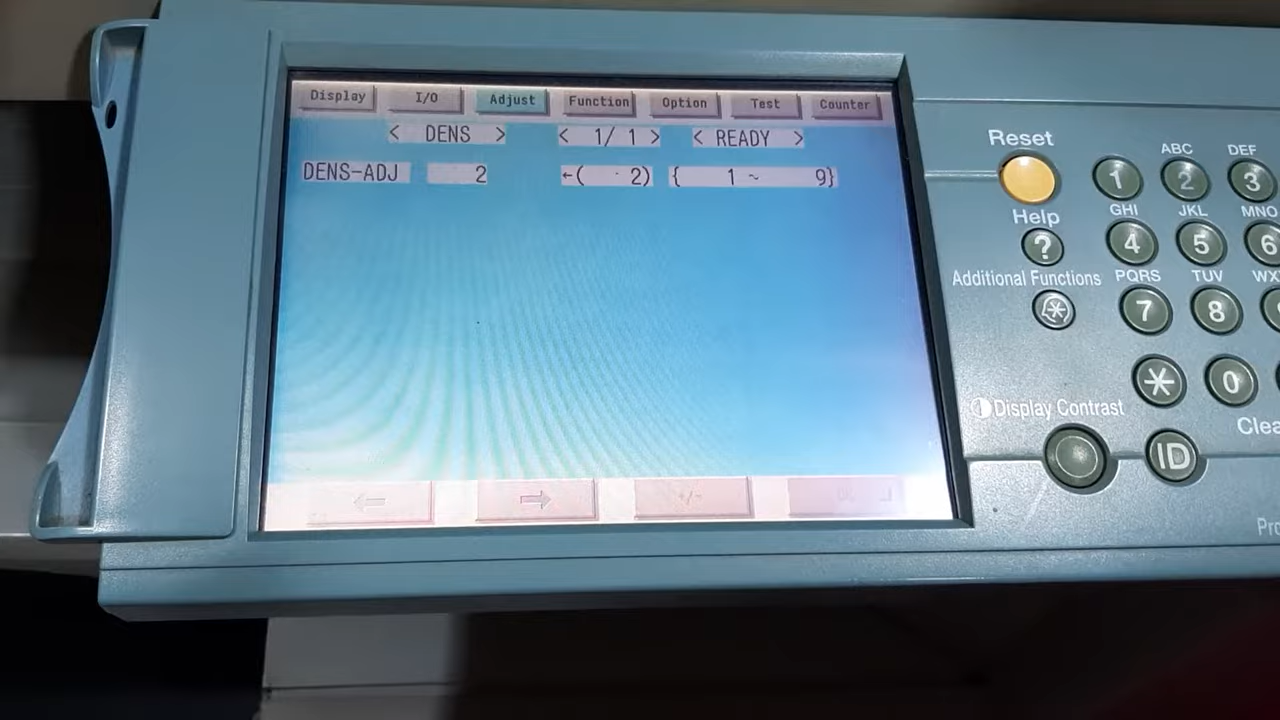 Display I/O Adjust Function Option Test Counter
< DENS > < 1/ 1 > < READY >
DENS-ADJ 2 ←( 2) { 1 ~ 9}
+/-
OK
Reset
Help
?
Additional Functions
Display Contrast
ID
ABC DEF
1 2 3
GHI JKL MNO
4 5 6
PQRS TUV
7 8
* 0